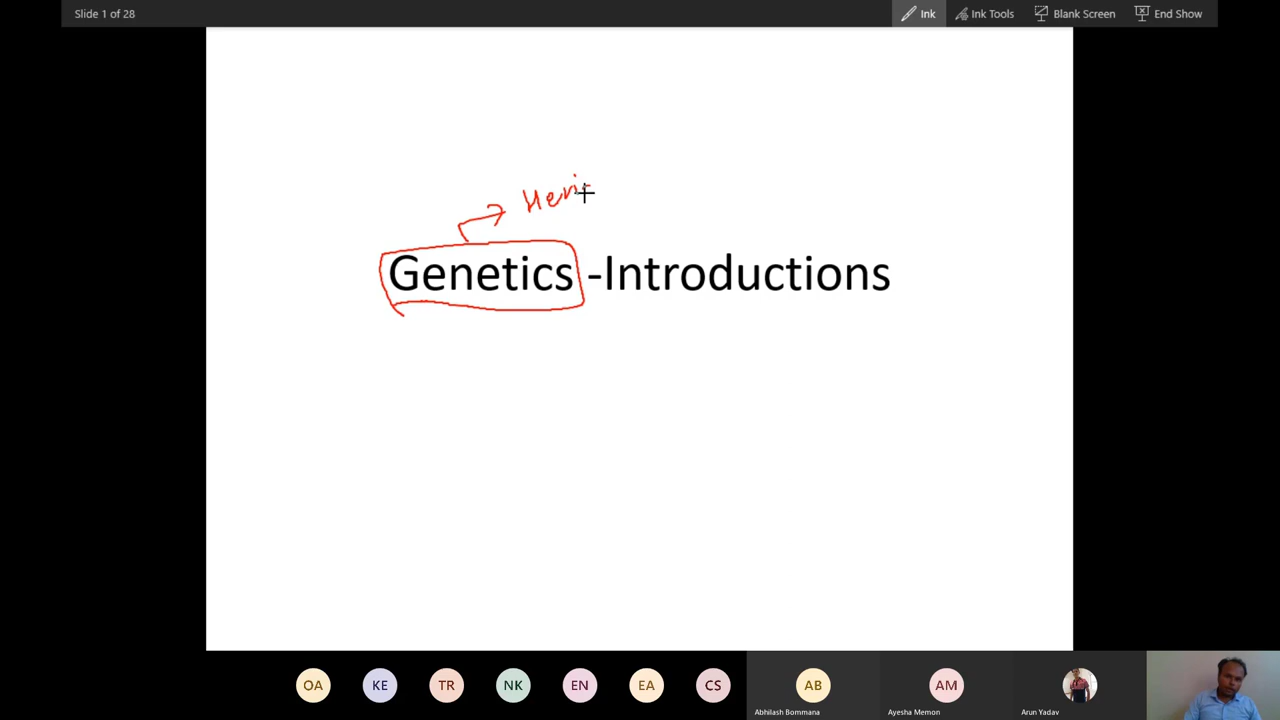 Slide 1 of 28
Ink
Ink Tools
Blank Screen
End Show
Heri
Genetics -Introductions
OA
KE
TR
NK
EN
EA
CS
AB
AM
Abhilash Bommana
Ayesha Memon
Arun Yadav